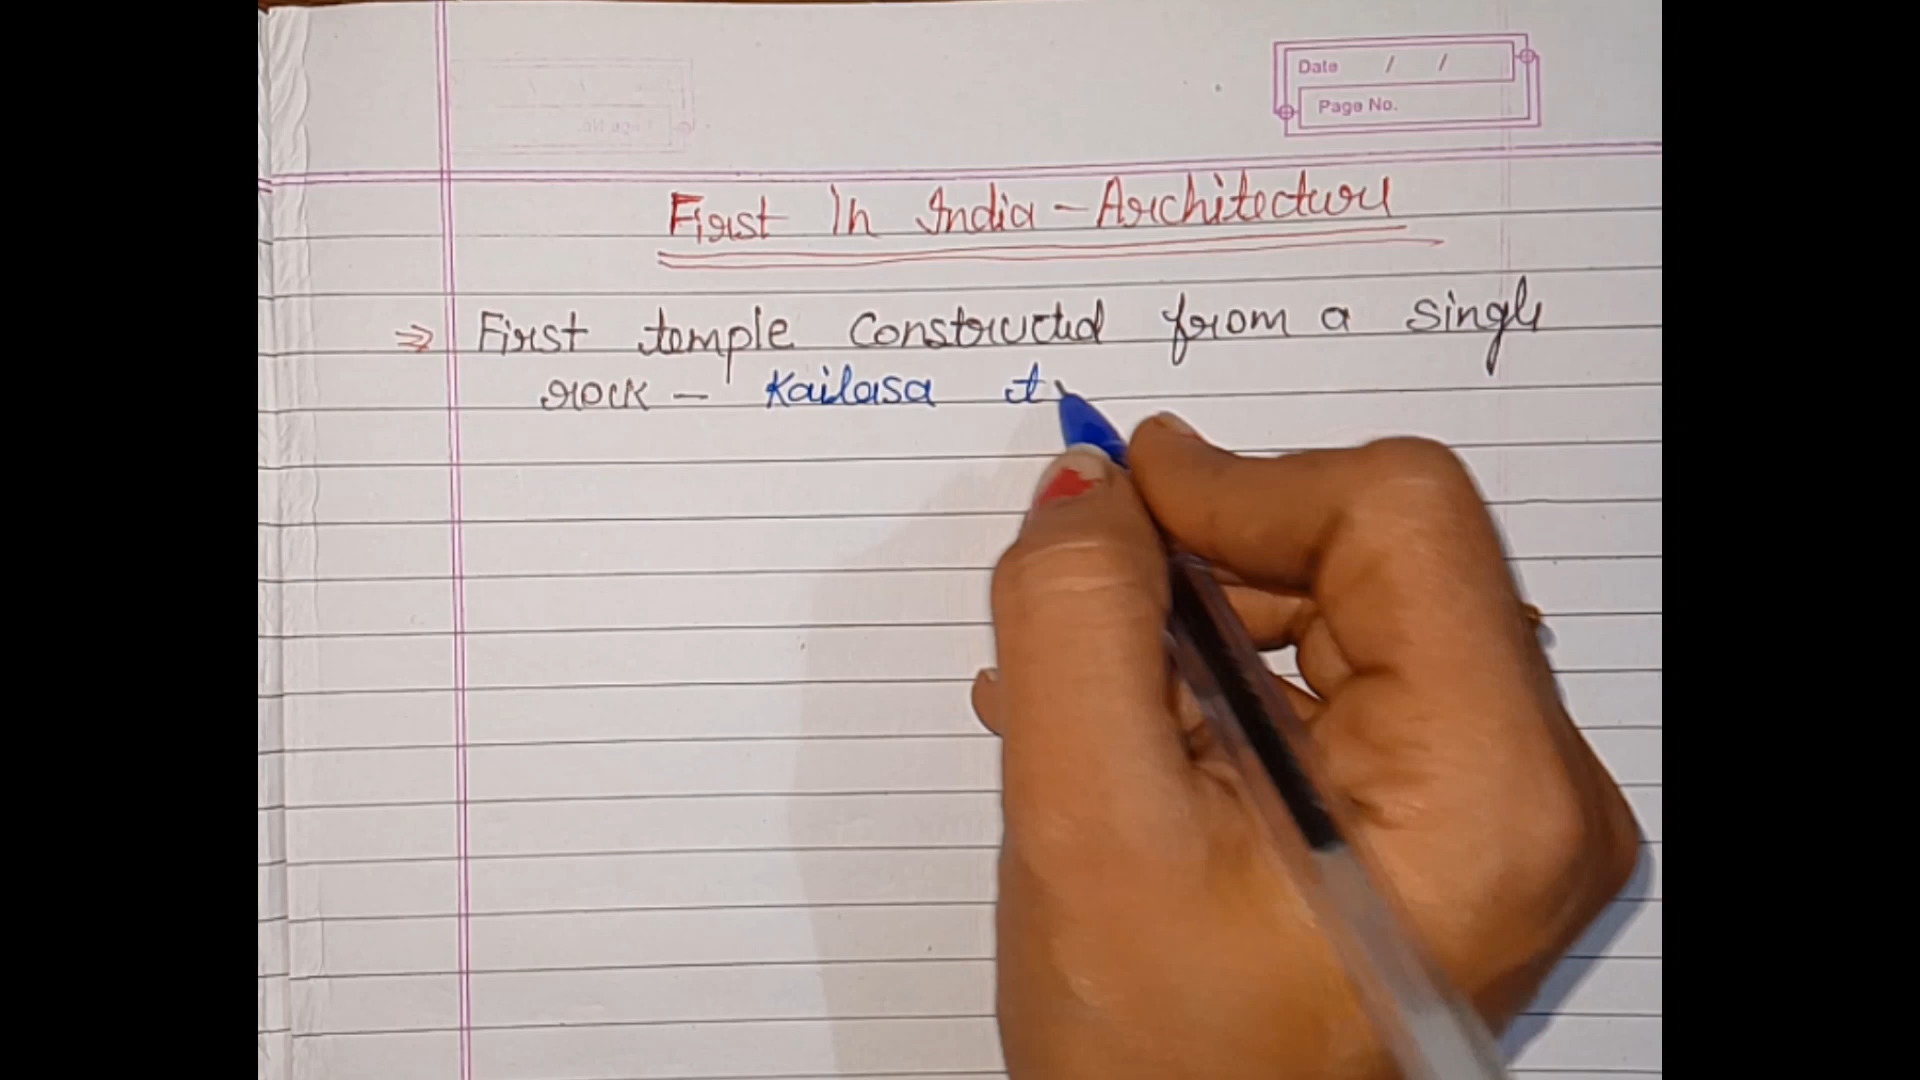 Date / /
Page No.
First In India - Architecture
⇒ First temple constructed from a single
rock - Kailasa t